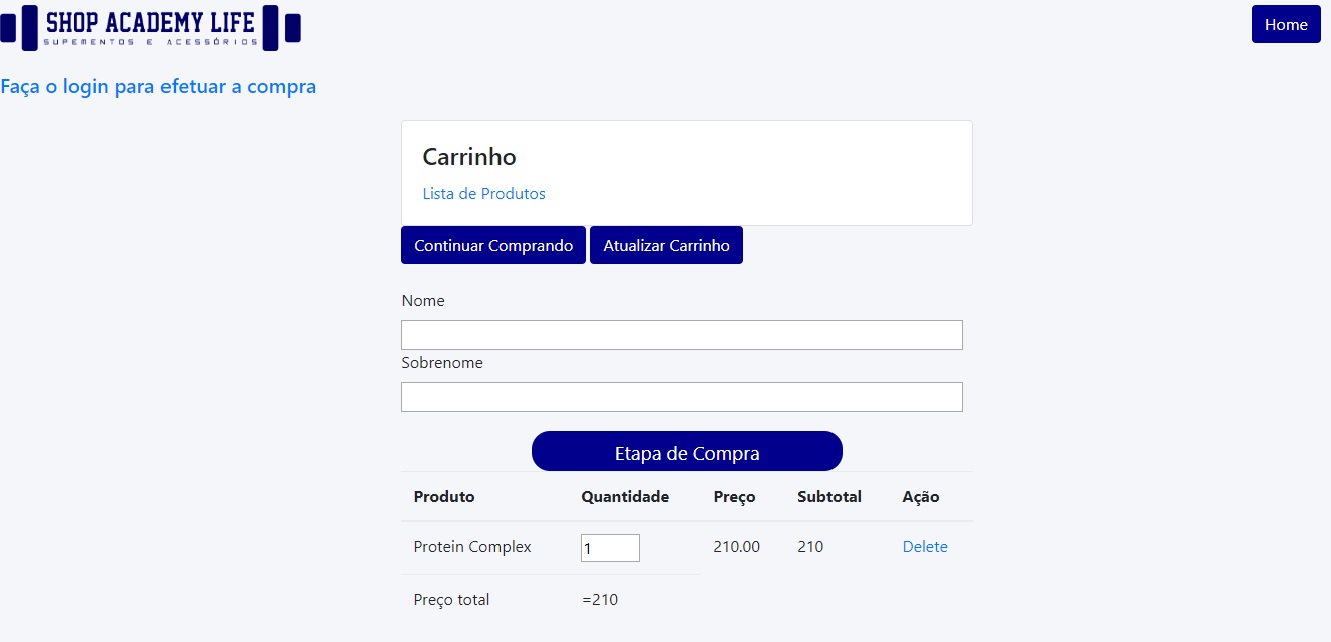 SHOP ACADEMY LIFE
SUPEMENTOS E ACESSÓRIOS
Home
Faça o login para efetuar a compra
Carrinho
Lista de Produtos
Continuar Comprando Atualizar Carrinho
Nome
Sobrenome
Etapa de Compra
Produto Quantidade Preço Subtotal Ação
Protein Complex 1 210.00 210 Delete
Preço total =210